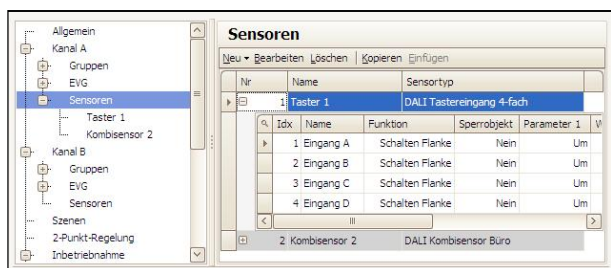 Allgemein
Kanal A
Gruppen
EVG
Sensoren
Taster 1
Kombisensor 2
Kanal B
Gruppen
EVG
Sensoren
Szenen
2-Punkt-Regelung
Inbetriebnahme
Sensoren
Neu Bearbeiten Löschen Kopieren Einfügen
Nr Name Sensortyp
1 Taster 1 DALI Tastereingang 4-fach
Idx Name Funktion Sperrobjekt Parameter 1
1 Eingang A Schalten Flanke Nein Um
2 Eingang B Schalten Flanke Nein Um
3 Eingang C Schalten Flanke Nein Um
4 Eingang D Schalten Flanke Nein Um
2 Kombisensor 2 DALI Kombisensor Büro